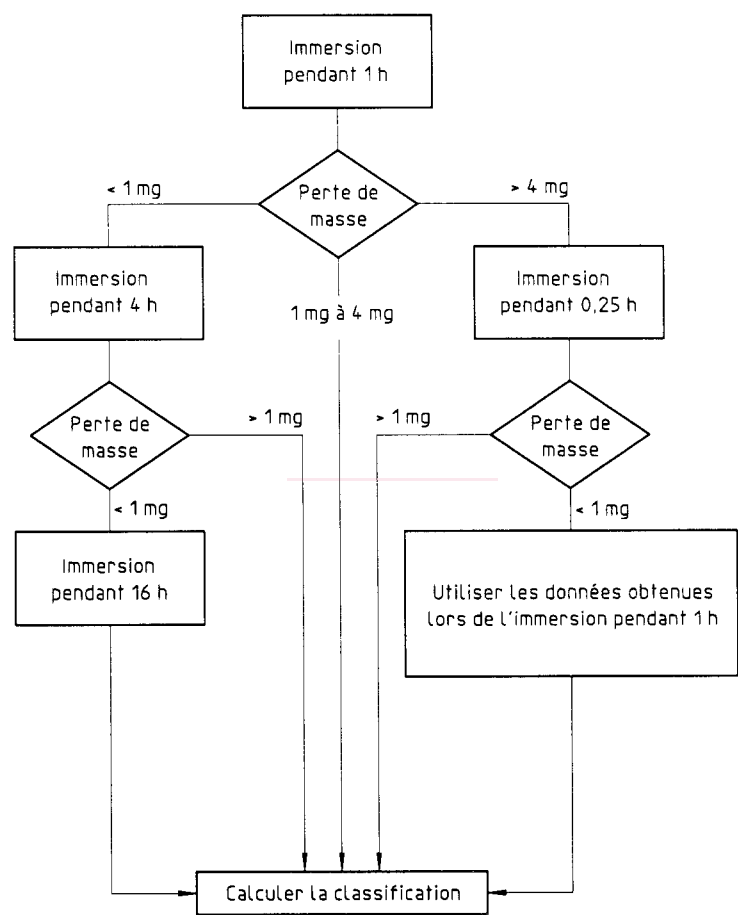 Immersion
pendant 1 h
Perte de
masse
< 1 mg
> 4 mg
1 mg à 4 mg
Immersion
pendant 4 h
Immersion
pendant 0,25 h
Perte de
masse
> 1 mg
> 1 mg
Perte de
masse
< 1 mg
< 1 mg
Immersion
pendant 16 h
Utiliser les données obtenues
lors de l'immersion pendant 1 h
Calculer la classification